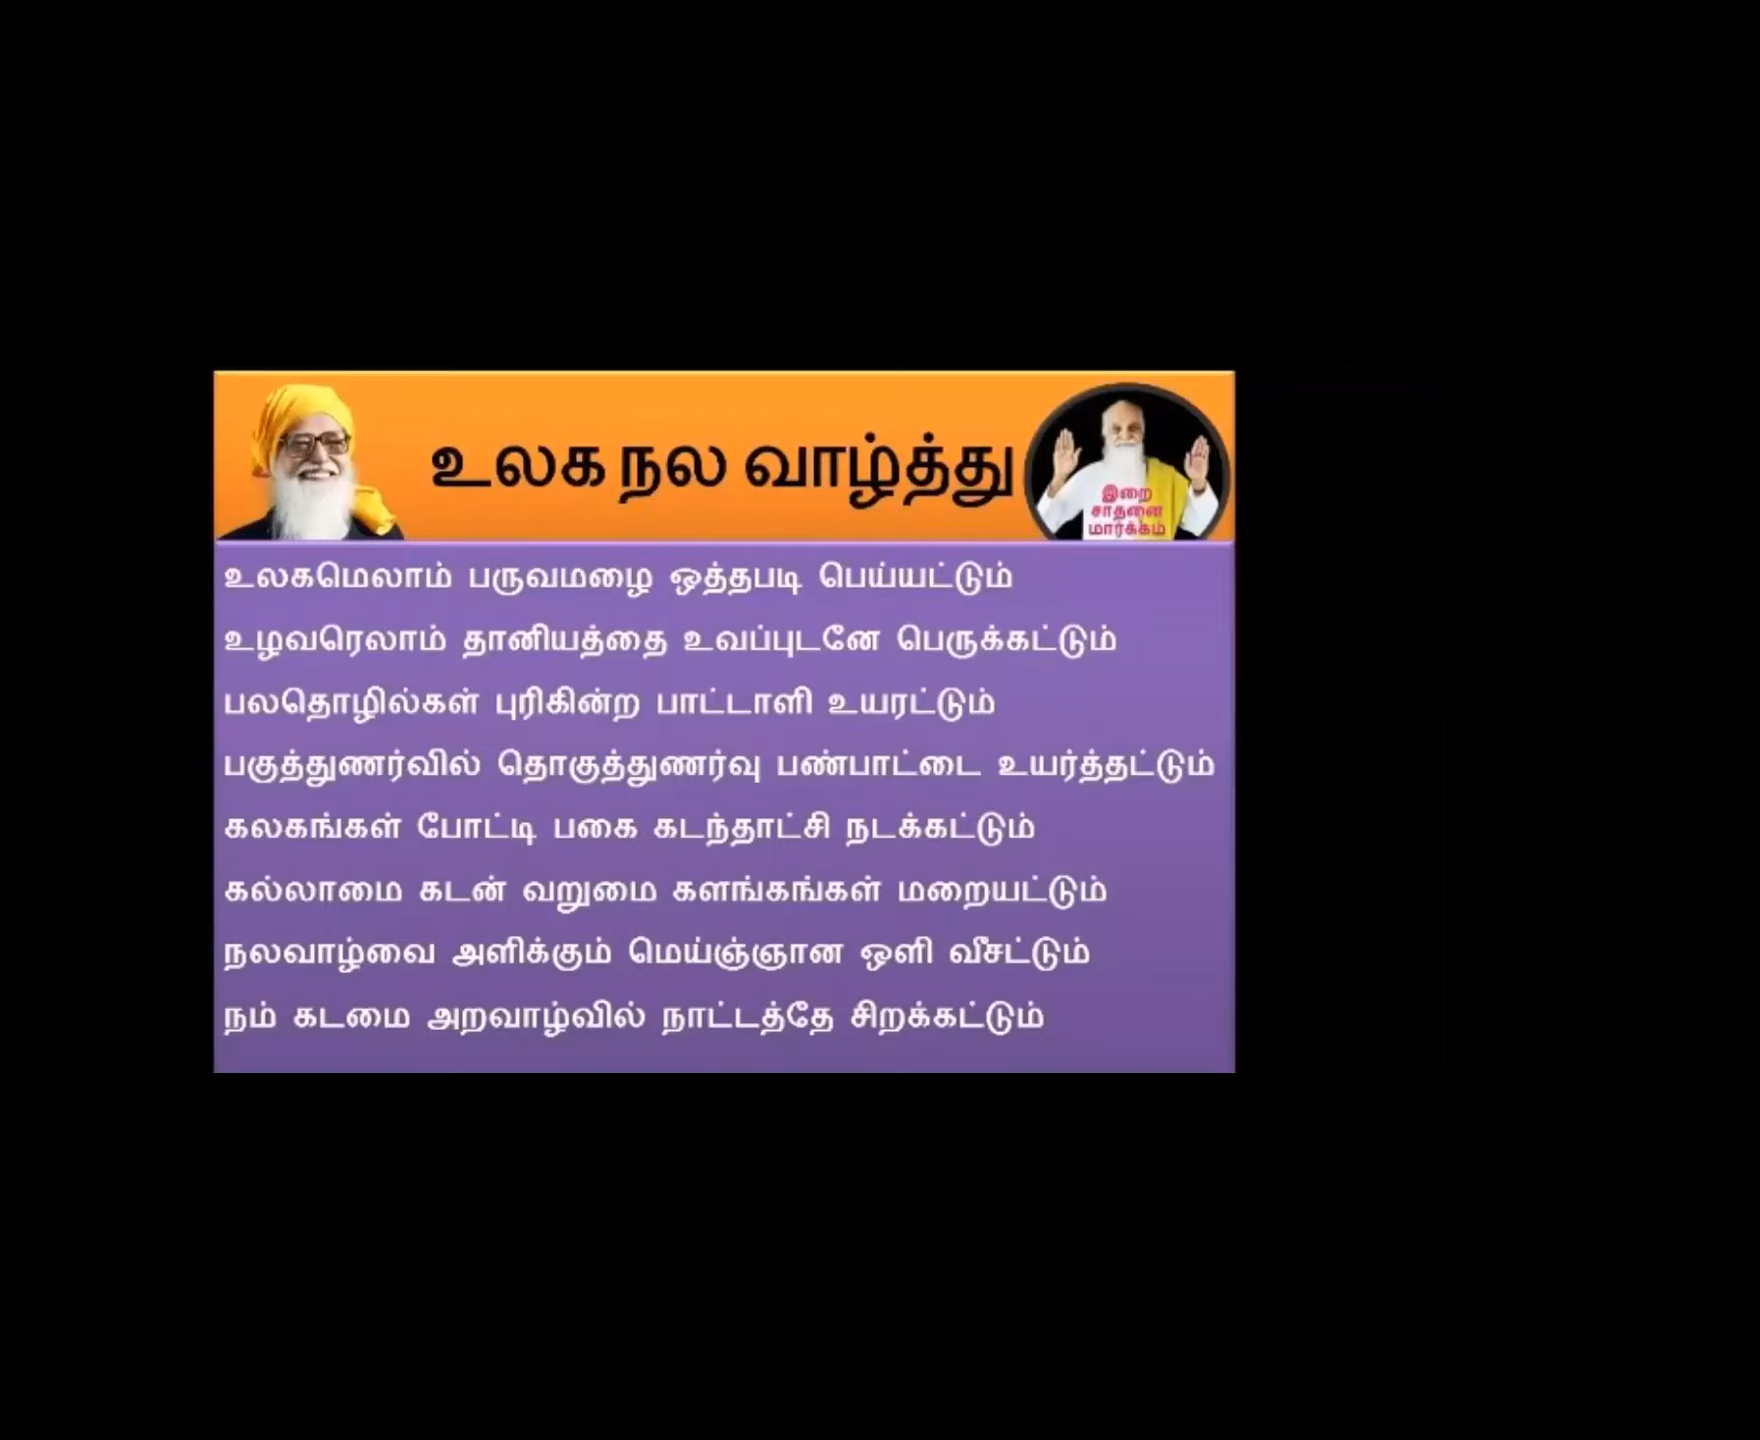 உலக நல வாழ்த்து
இறை
சாதனை
மார்க்கம்
உலகமெலாம் பருவமழை ஒத்தபடி பெய்யட்டும்
உழவரெலாம் தானியத்தை உவப்புடனே பெருக்கட்டும்
பலதொழில்கள் புரிகின்ற பாட்டாளி உயரட்டும்
பகுத்துணர்வில் தொகுத்துணர்வு பண்பாட்டை உயர்த்தட்டும்
கலகங்கள் போட்டி பகை கடந்தாட்சி நடக்கட்டும்
கல்லாமை கடன் வறுமை களங்கங்கள் மறையட்டும்
நலவாழ்வை அளிக்கும் மெய்ஞ்ஞான ஒளி வீசட்டும்
நம் கடமை அறவாழ்வில் நாட்டத்தே சிறக்கட்டும்